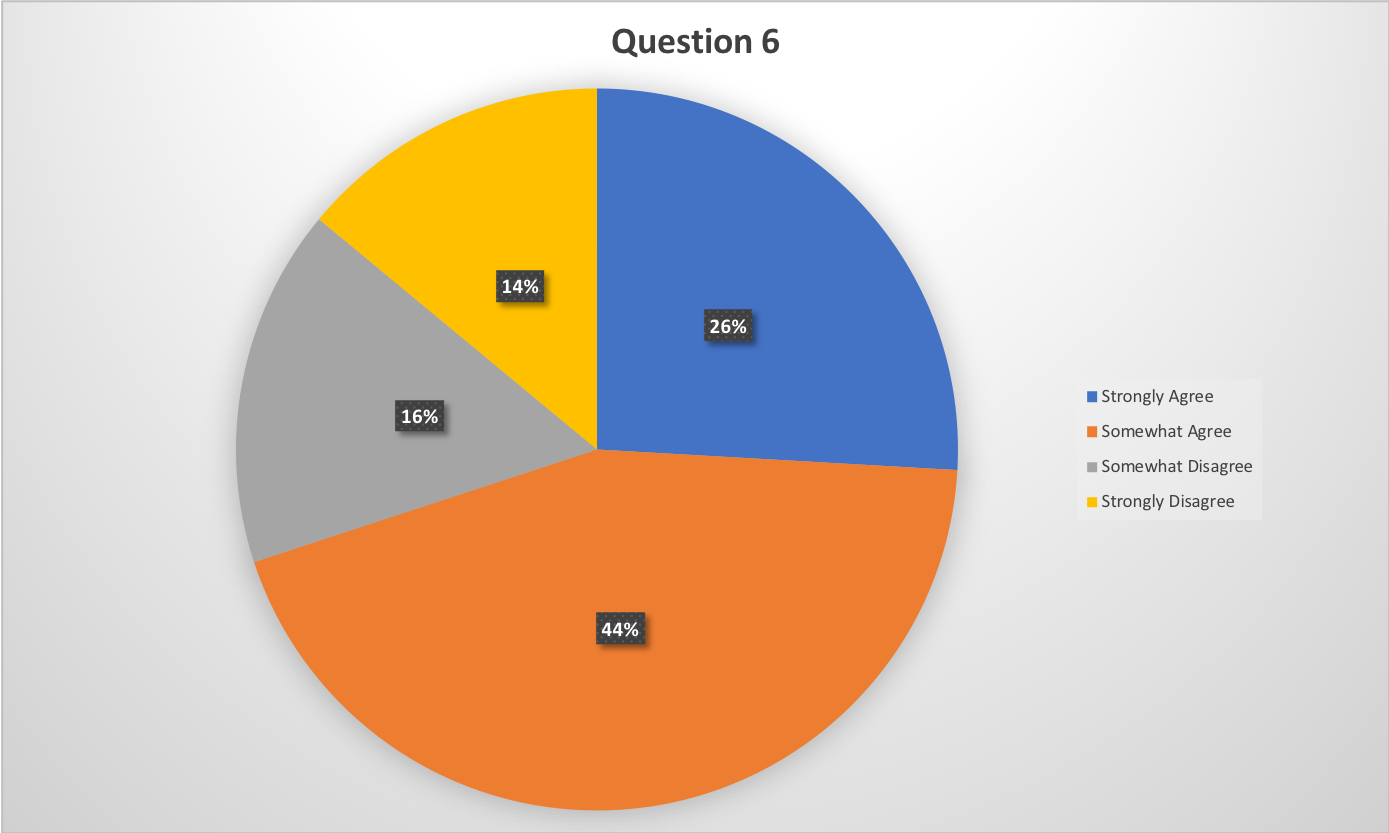 Question 6
14%
26%
16%
44%
Strongly Agree
Somewhat Agree
Somewhat Disagree
Strongly Disagree